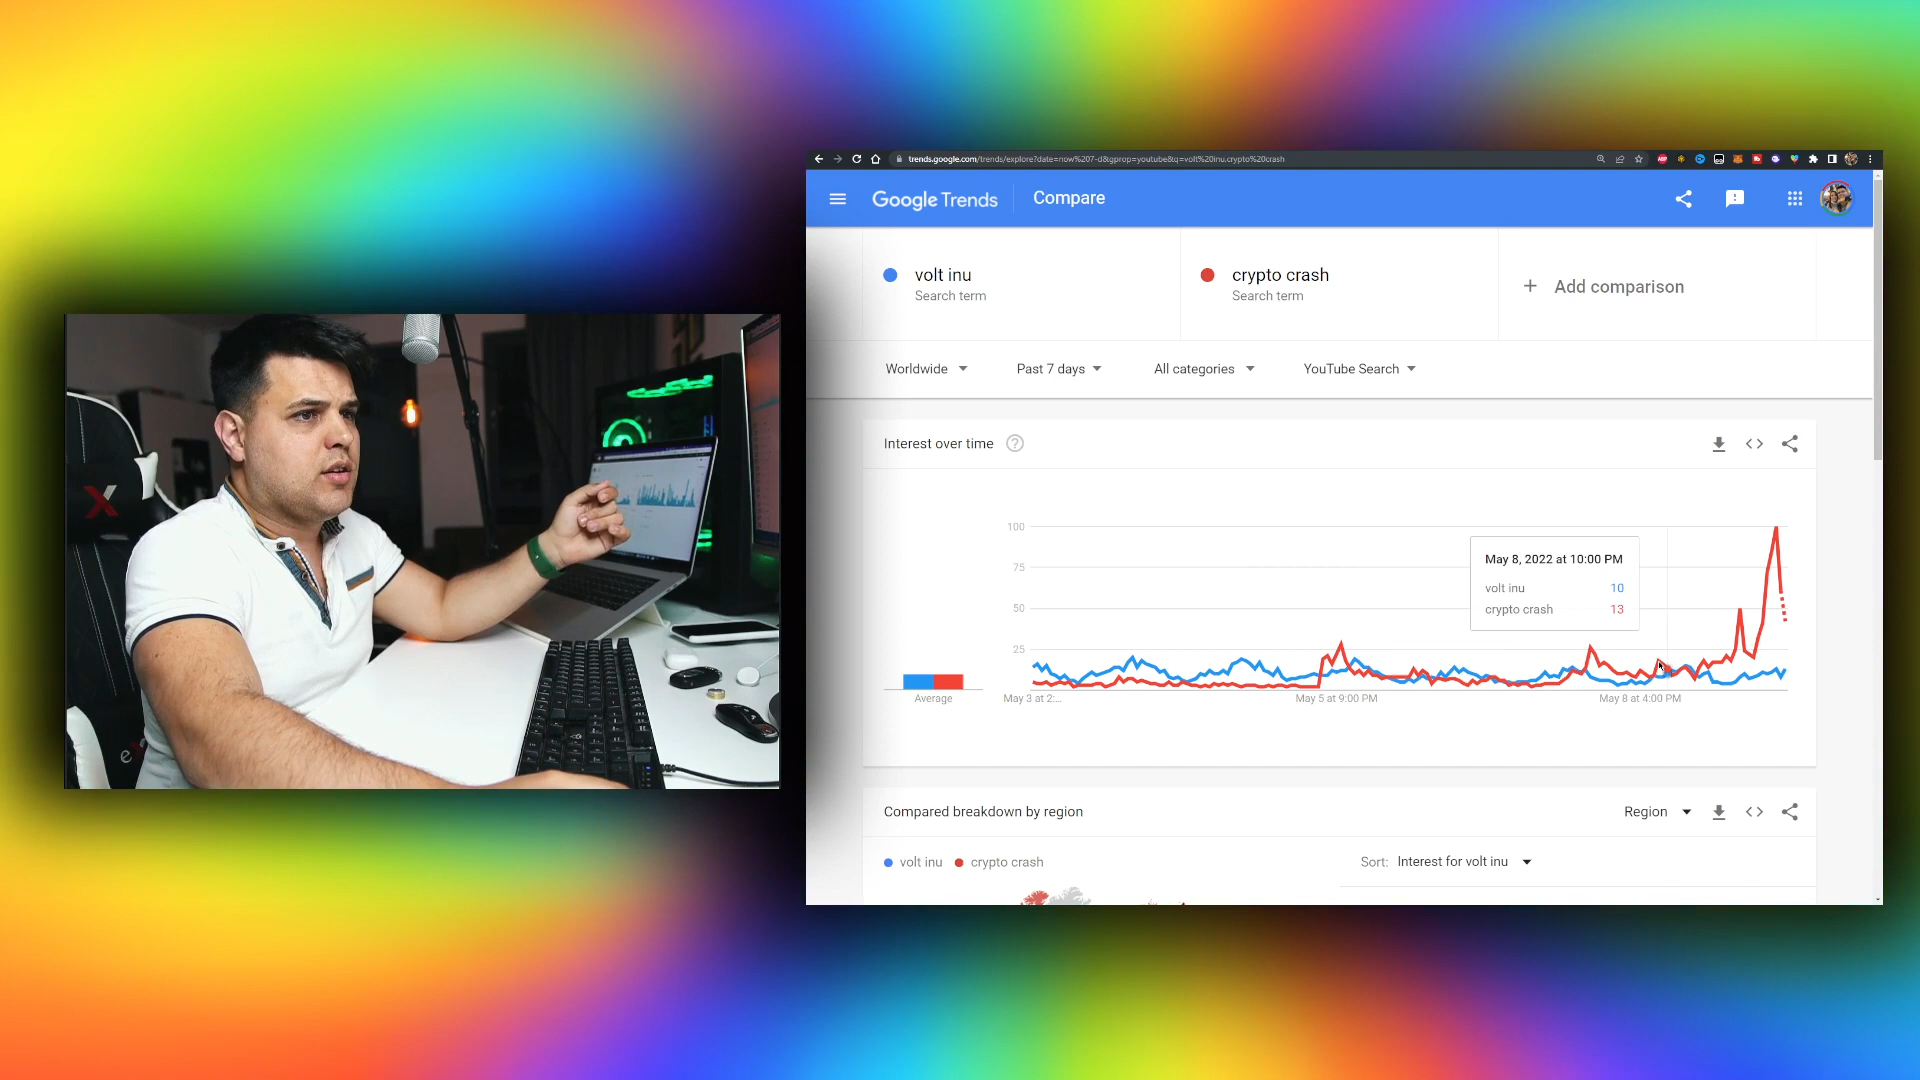 trends.google.com/trends/explore?date=now%207-d&gprop=youtube&q=volt%20inu,crypto%20crash
Google Trends
Compare
volt inu
Search term
crypto crash
Search term
+ Add comparison
Worldwide
Past 7 days
All categories
YouTube Search
Interest over time
100
75
50
25
May 8, 2022 at 10:00 PM
volt inu 10
crypto crash 13
Average
May 3 at 2:...
May 5 at 9:00 PM
May 8 at 4:00 PM
Compared breakdown by region
Region
volt inu
crypto crash
Sort: Interest for volt inu
X